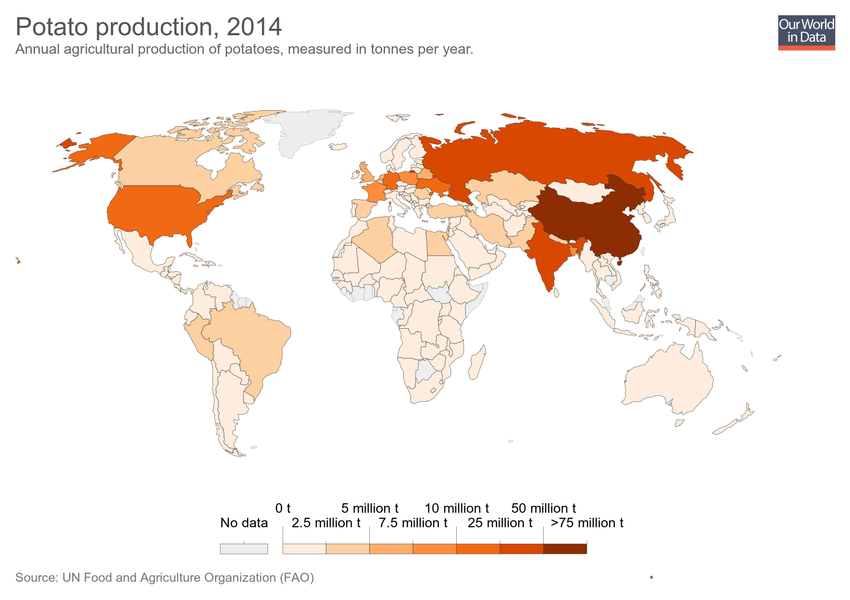 Potato production, 2014
Annual agricultural production of potatoes, measured in tonnes per year.
Our World
in Data
0 t 5 million t 10 million t 50 million t
No data 2.5 million t 7.5 million t 25 million t >75 million t
Source: UN Food and Agriculture Organization (FAO)